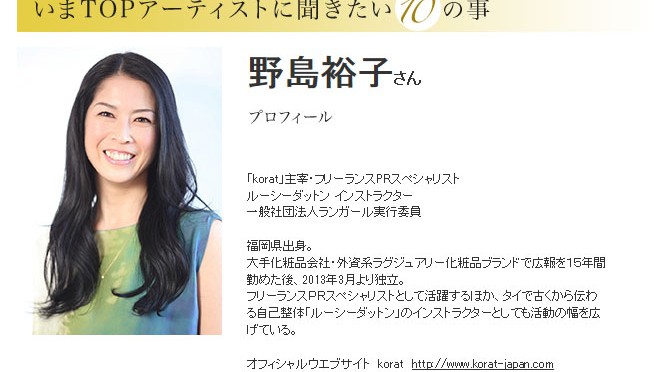 いまTOPアーティストに聞きたい10の事
野島裕子さん
プロフィール
「korat」主宰・フリーランスPRスペシャリスト
ルーシーダットン インストラクター
一般社団法人ランガール実行委員
福岡県出身。
大手化粧品会社・外資系ラグジュアリー化粧品ブランドで広報を15年間
勤めた後、2013年3月より独立。
フリーランスPRスペシャリストとして活躍するほか、タイで古くから伝わ
る自己整体「ルーシーダットン」のインストラクターとしても活動の幅を広
げている。
オフィシャルウエブサイト korat http://www.korat-japan.com